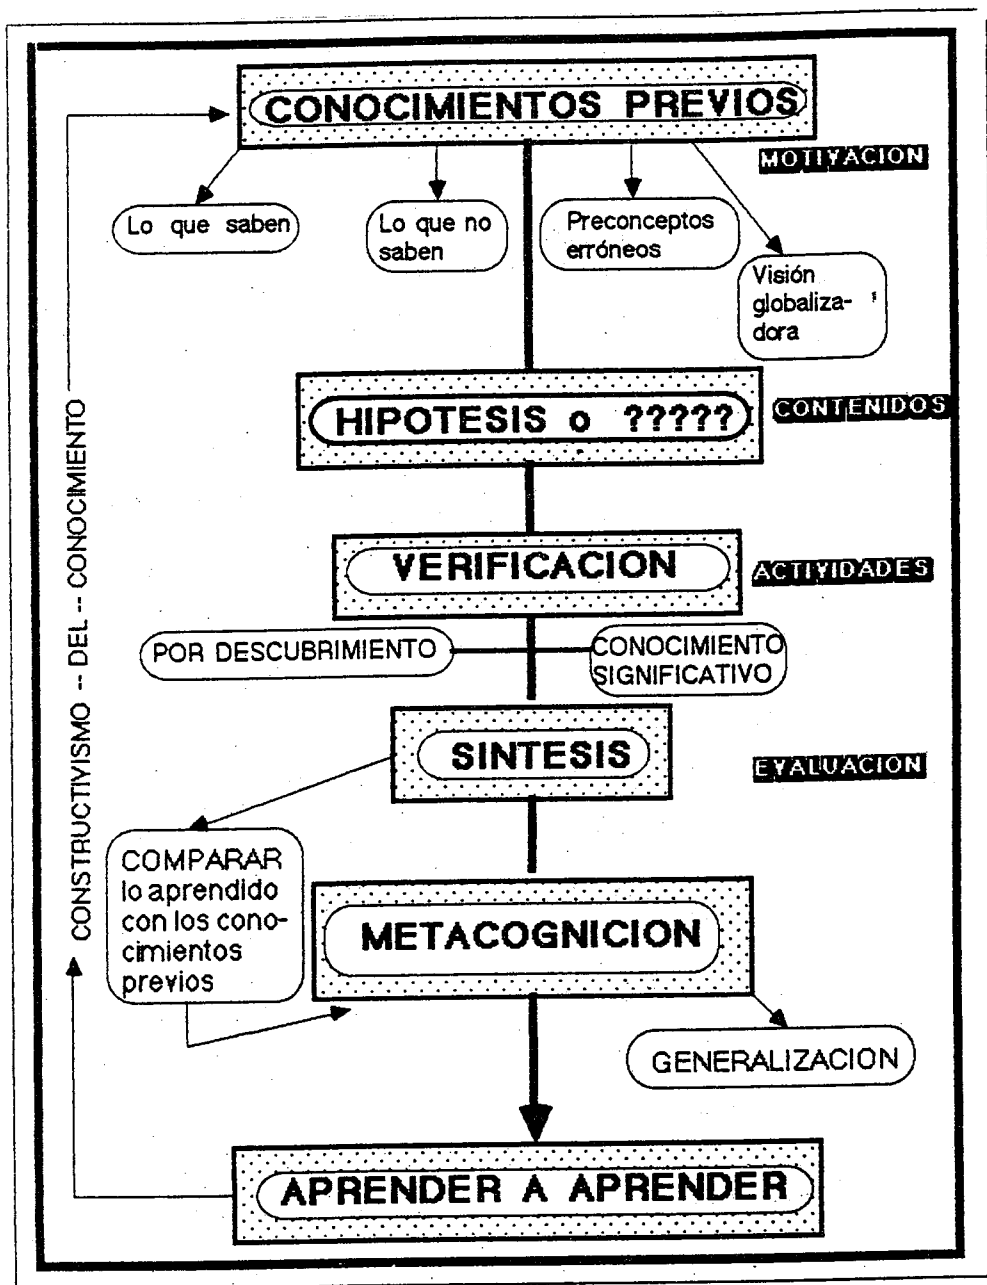 CONOCIMIENTOS PREVIOS
MOTIVACION
Lo que saben
Lo que no
saben
Preconceptos
erróneos
Visión
globaliza-
dora
HIPOTESIS o ?????
CONTENIDOS
VERIFICACION
ACTIVIDADES
POR DESCUBRIMIENTO
CONOCIMIENTO
SIGNIFICATIVO
SINTESIS
EVALUACION
COMPARAR
lo aprendido
con los cono-
cimientos
previos
METACOGNICION
GENERALIZACION
APRENDER A APRENDER
CONSTRUCTIVISMO -- DEL -- CONOCIMIENTO